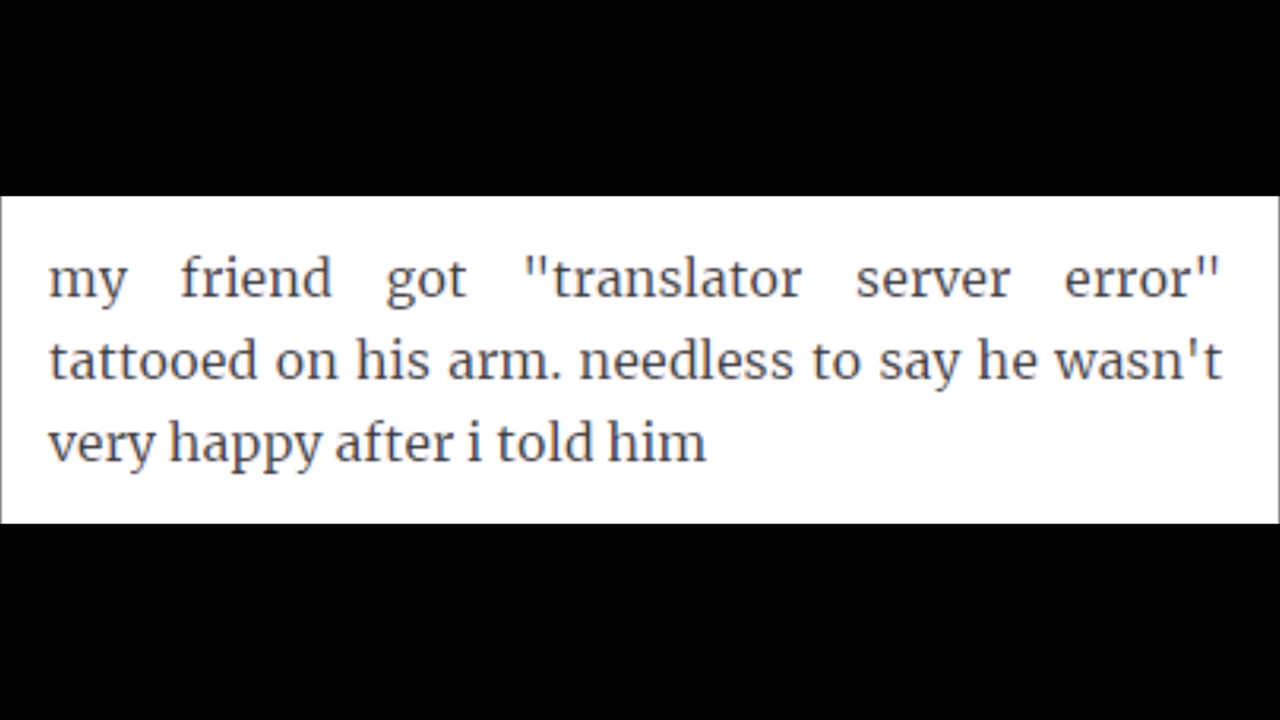 my friend got "translator server error"
tattooed on his arm. needless to say he wasn't
very happy after i told him